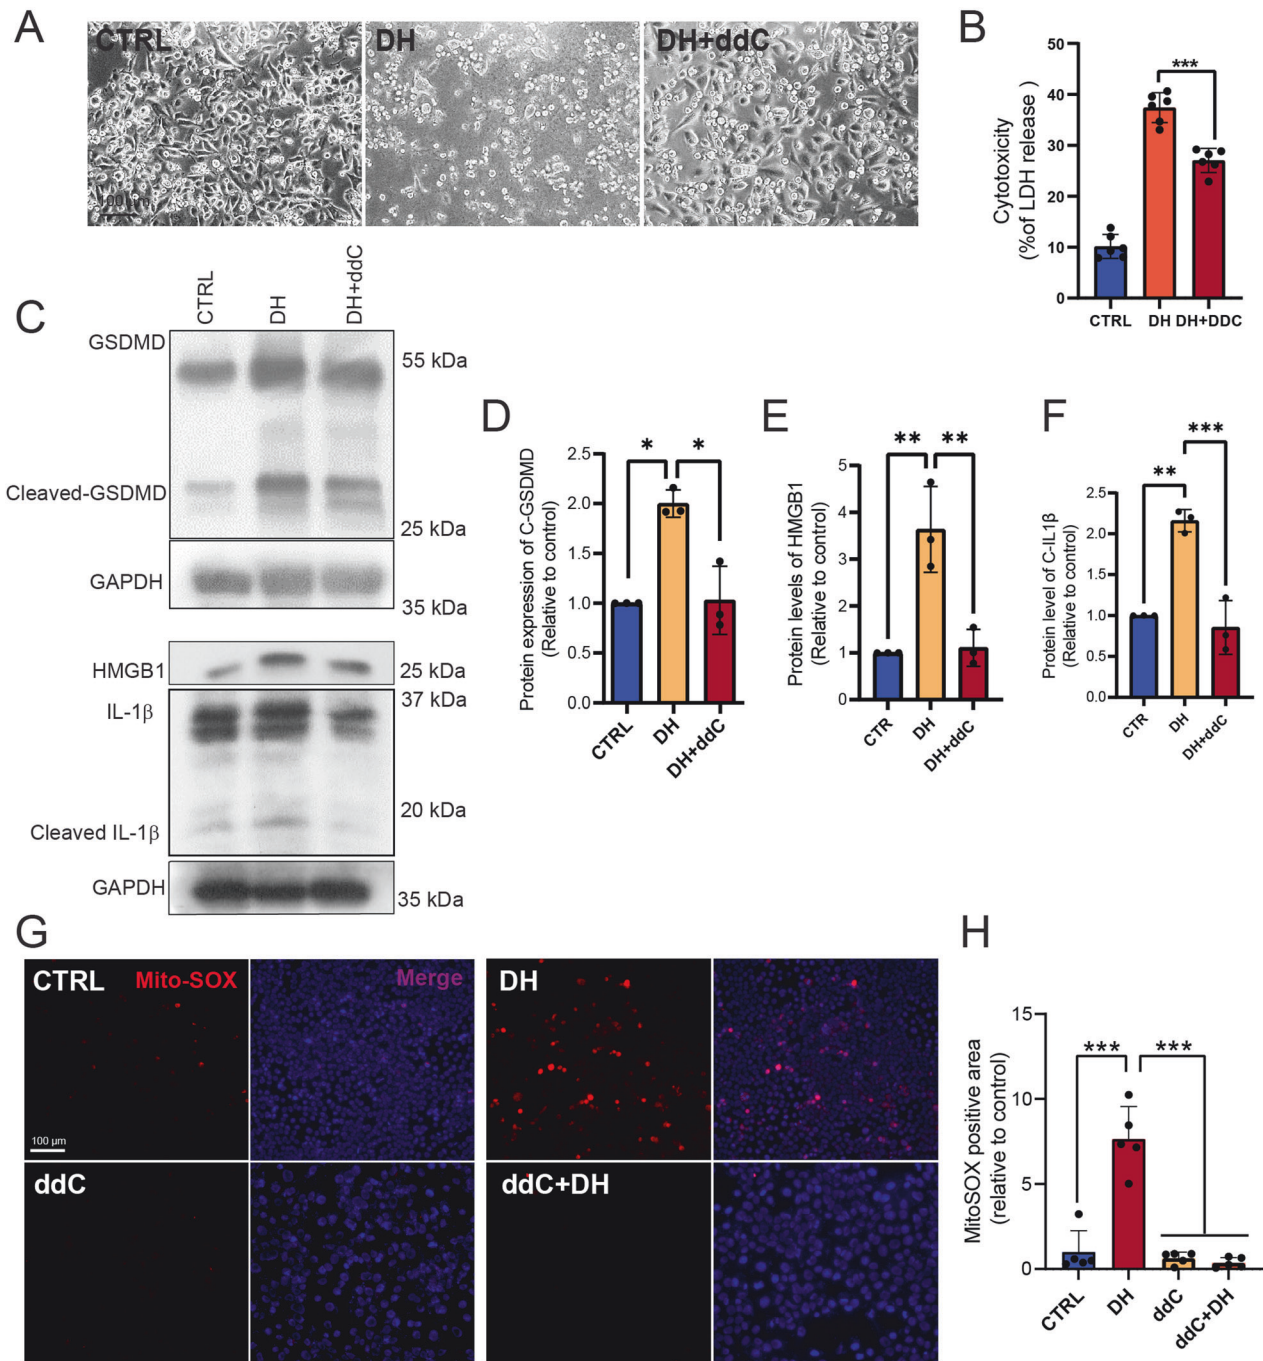 A
CTRL
DH
DH+ddC
100 µm
B
Cytotoxicity
(%of LDH release )
50
40
30
20
10
0
***
CTRL DH DH+DDC
C
CTRL
DH
DH+ddC
GSDMD
55 kDa
Cleaved-GSDMD
25 kDa
GAPDH
35 kDa
HMGB1
25 kDa
IL-1β
37 kDa
20 kDa
Cleaved IL-1β
GAPDH
35 kDa
D
Protein expression of C-GSDMD
(Relative to control)
2.5
2.0
1.5
1.0
0.5
0.0
* *
CTRL
DH
DH+ddC
E
Protein levels of HMGB1
(Relative to control)
5
4
3
2
1
0
** **
CTR
DH
DH+ddC
F
Protein level of C-IL1β
(Relative to control)
2.5
2.0
1.5
1.0
0.5
0.0
**
***
CTR
DH
DH+ddC
G
CTRL Mito-SOX Merge
100 µm
DH
ddC
ddC+DH
H
MitoSOX positive area
(relative to control)
15
10
5
0
*** ***
CTRL
DH
ddC
ddC+DH